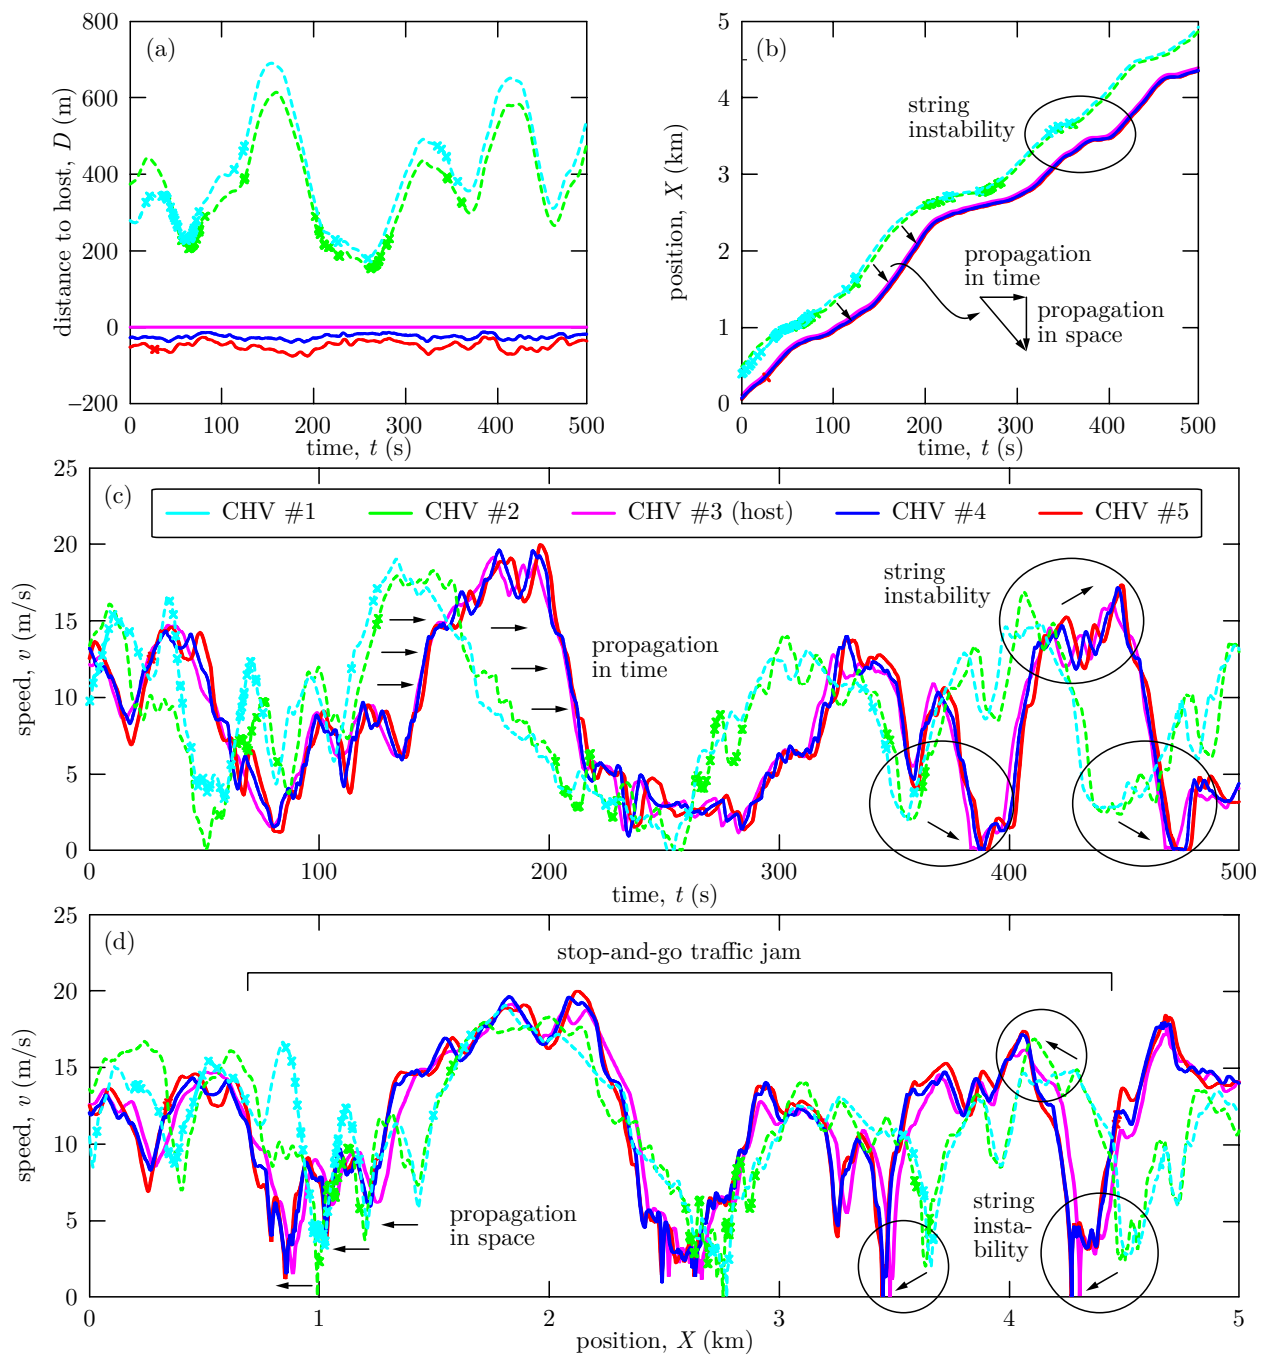 (a)
800
600
400
200
0
−200
0
100
200
300
400
500
distance to host, D (m)
time, t (s)
(b)
5
4
3
2
1
0
0
100
200
300
400
500
position, X (km)
time, t (s)
string
instability
propagation
in time
propagation
in space
(c)
25
20
15
10
5
0
0
100
200
300
400
500
speed, v (m/s)
time, t (s)
CHV #1
CHV #2
CHV #3 (host)
CHV #4
CHV #5
propagation
in time
string
instability
(d)
25
20
15
10
5
0
0
1
2
3
4
5
speed, v (m/s)
position, X (km)
stop-and-go traffic jam
propagation
in space
string
insta-
bility